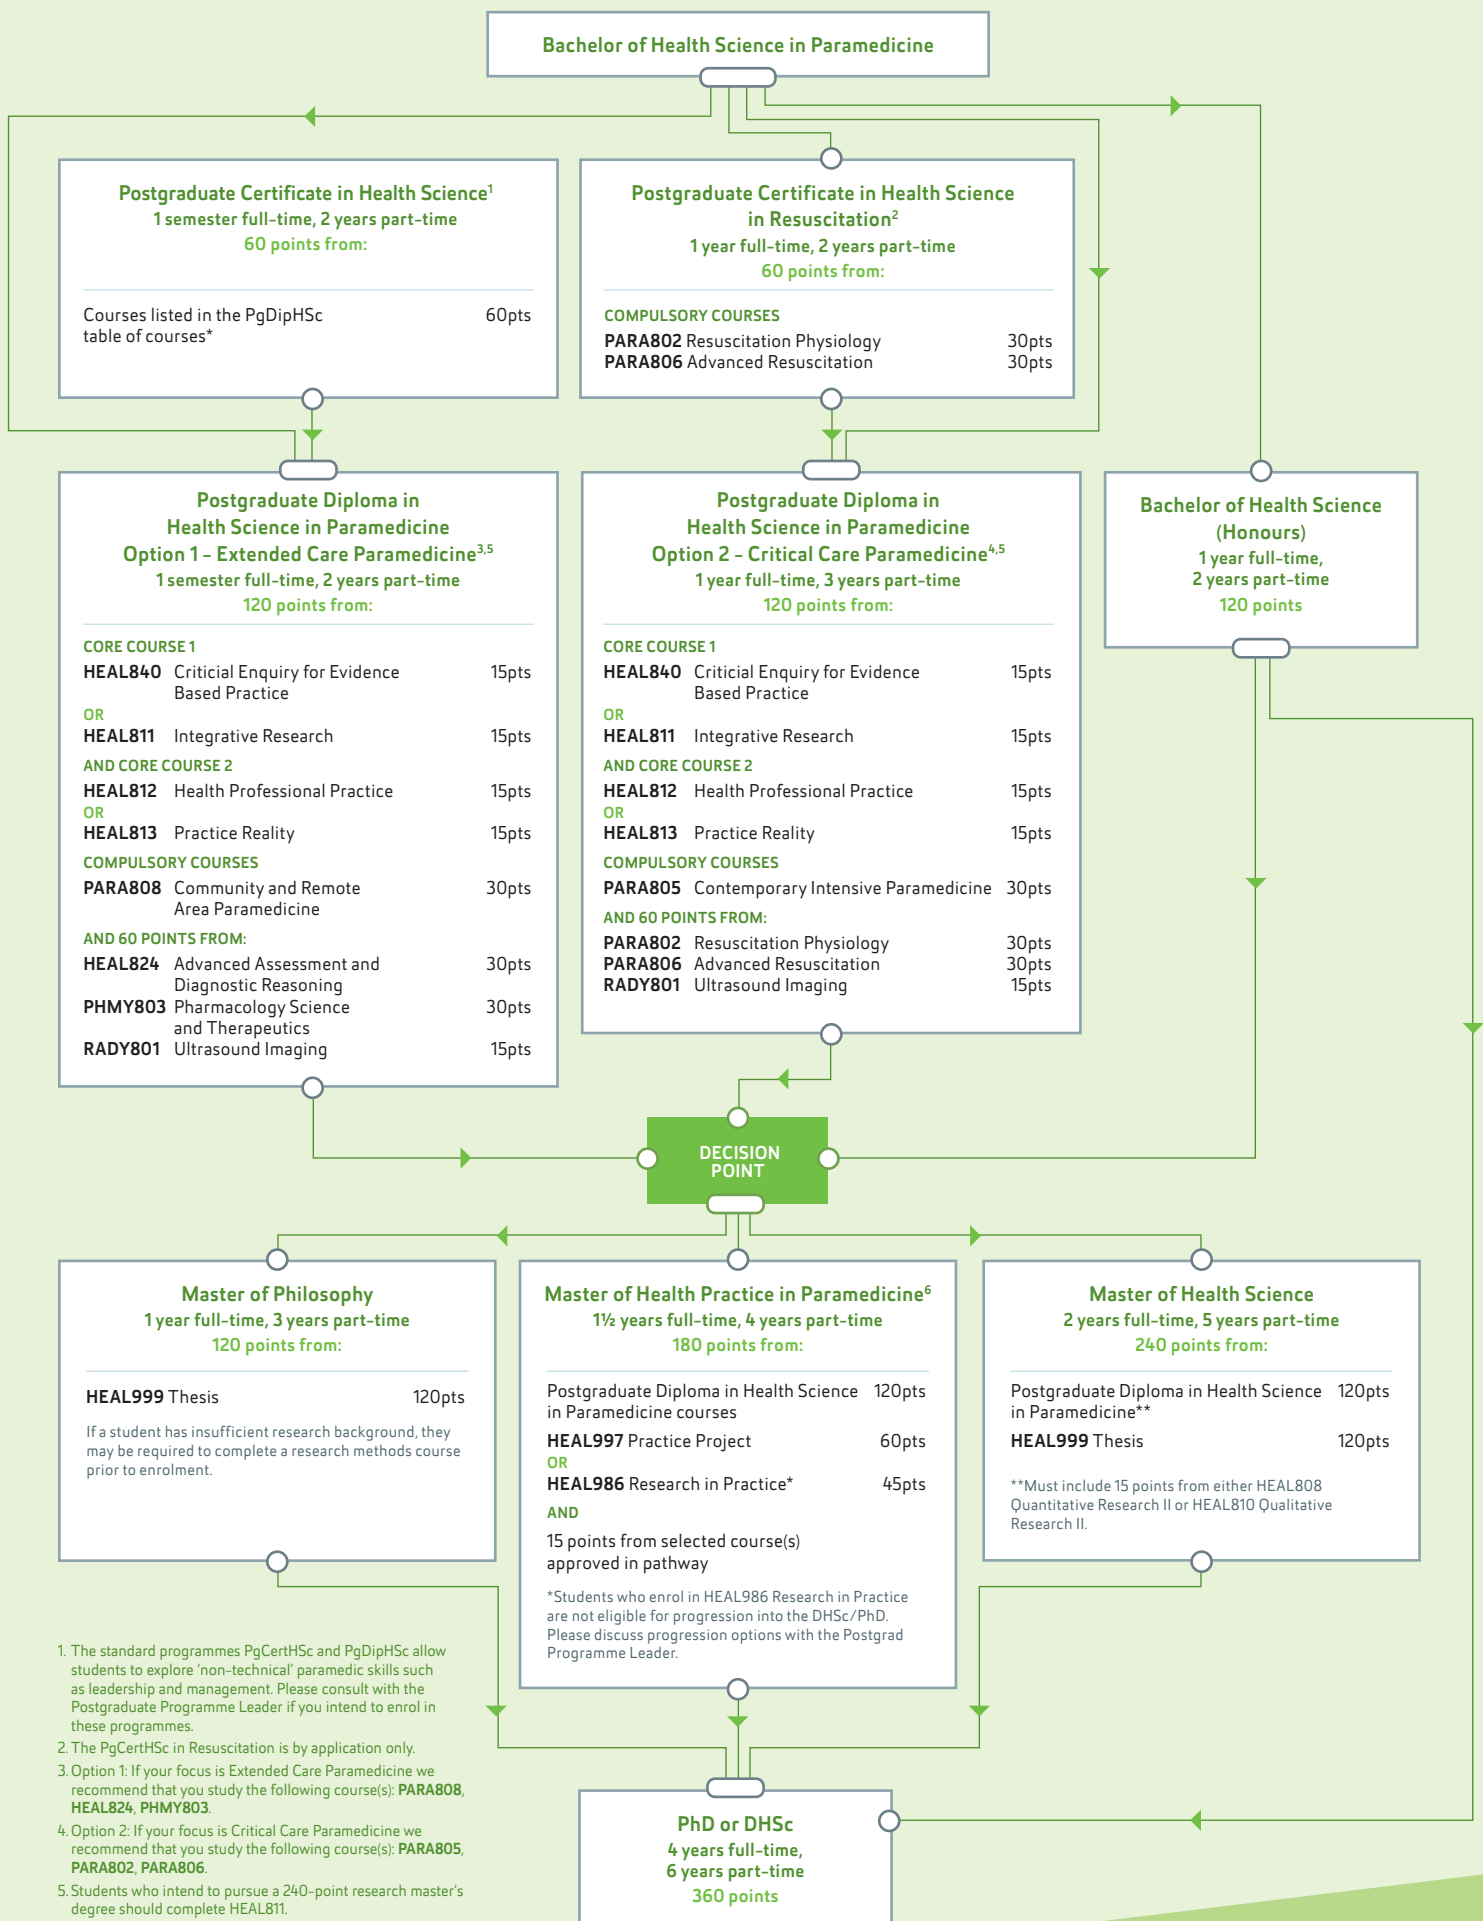 Bachelor of Health Science in Paramedicine
Postgraduate Certificate in Health Science1
1 semester full-time, 2 years part-time
60 points from:
Courses listed in the PgDipHSc 60pts
table of courses*
Postgraduate Certificate in Health Science
in Resuscitation2
1 year full-time, 2 years part-time
60 points from:
COMPULSORY COURSES
PARA802 Resuscitation Physiology 30pts
PARA806 Advanced Resuscitation 30pts
Postgraduate Diploma in
Health Science in Paramedicine
Option 1 - Extended Care Paramedicine3,5
1 semester full-time, 2 years part-time
120 points from:
CORE COURSE 1
HEAL840 Criticial Enquiry for Evidence 15pts
Based Practice
OR
HEAL811 Integrative Research 15pts
AND CORE COURSE 2
HEAL812 Health Professional Practice 15pts
OR
HEAL813 Practice Reality 15pts
COMPULSORY COURSES
PARA808 Community and Remote 30pts
Area Paramedicine
AND 60 POINTS FROM:
HEAL824 Advanced Assessment and 30pts
Diagnostic Reasoning
PHMY803 Pharmacology Science 30pts
and Therapeutics
RADY801 Ultrasound Imaging 15pts
Postgraduate Diploma in
Health Science in Paramedicine
Option 2 - Critical Care Paramedicine4,5
1 year full-time, 3 years part-time
120 points from:
CORE COURSE 1
HEAL840 Criticial Enquiry for Evidence 15pts
Based Practice
OR
HEAL811 Integrative Research 15pts
AND CORE COURSE 2
HEAL812 Health Professional Practice 15pts
OR
HEAL813 Practice Reality 15pts
COMPULSORY COURSES
PARA805 Contemporary Intensive Paramedicine 30pts
AND 60 POINTS FROM:
PARA802 Resuscitation Physiology 30pts
PARA806 Advanced Resuscitation 30pts
RADY801 Ultrasound Imaging 15pts
Bachelor of Health Science
(Honours)
1 year full-time,
2 years part-time
120 points
DECISION
POINT
Master of Philosophy
1 year full-time, 3 years part-time
120 points from:
HEAL999 Thesis 120pts
If a student has insufficient research background, they
may be required to complete a research methods course
prior to enrolment.
Master of Health Practice in Paramedicine6
1½ years full-time, 4 years part-time
180 points from:
Postgraduate Diploma in Health Science 120pts
in Paramedicine courses
HEAL997 Practice Project 60pts
OR
HEAL986 Research in Practice* 45pts
AND
15 points from selected course(s)
approved in pathway
*Students who enrol in HEAL986 Research in Practice
are not eligible for progression into the DHSc/PhD.
Please discuss progression options with the Postgrad
Programme Leader.
Master of Health Science
2 years full-time, 5 years part-time
240 points from:
Postgraduate Diploma in Health Science 120pts
in Paramedicine**
HEAL999 Thesis 120pts
**Must include 15 points from either HEAL808
Quantitative Research II or HEAL810 Qualitative
Research II.
1. The standard programmes PgCertHSc and PgDipHSc allow
students to explore 'non-technical' paramedic skills such
as leadership and management. Please consult with the
Postgraduate Programme Leader if you intend to enrol in
these programmes.
2. The PgCertHSc in Resuscitation is by application only.
3. Option 1: If your focus is Extended Care Paramedicine we
recommend that you study the following course(s): PARA808,
HEAL824, PHMY803.
4. Option 2: If your focus is Critical Care Paramedicine we
recommend that you study the following course(s): PARA805,
PARA802, PARA806.
5. Students who intend to pursue a 240-point research master's
degree should complete HEAL811.
PhD or DHSc
4 years full-time,
6 years part-time
360 points